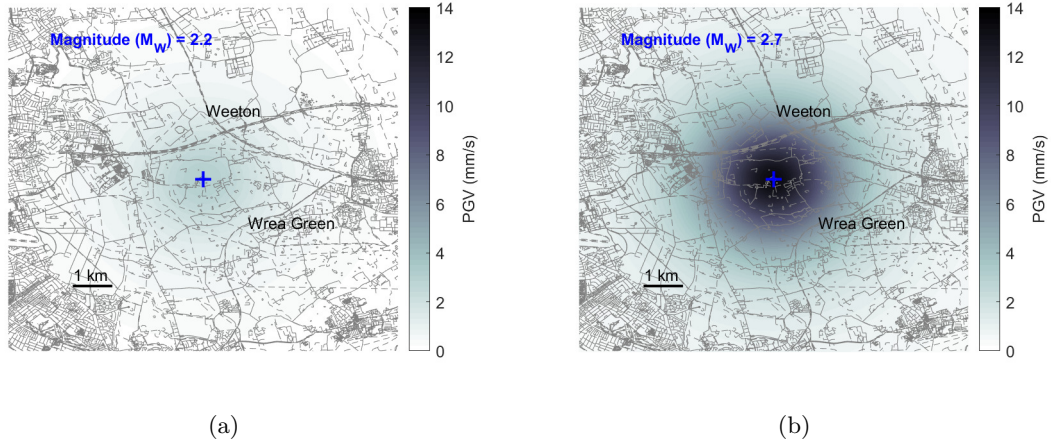 Magnitude (M_W) = 2.2
Weeton
Wrea Green
1 km
14
12
10
8
6
4
2
0
PGV (mm/s)
(a)
Magnitude (M_W) = 2.7
Weeton
Wrea Green
1 km
14
12
10
8
6
4
2
0
PGV (mm/s)
(b)